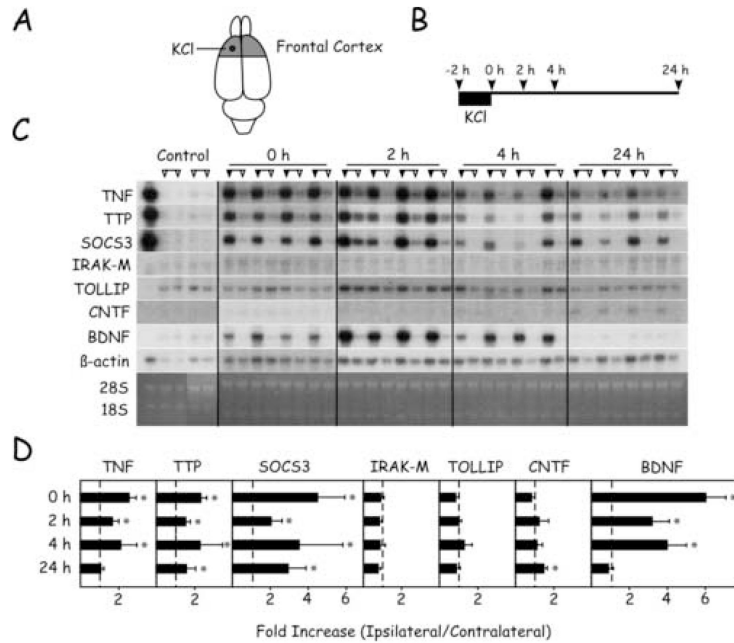 A
KCl
Frontal Cortex
B
-2 h 0 h 2 h 4 h 24 h
KCl
C
Control 0 h 2 h 4 h 24 h
TNF
TTP
SOCS3
IRAK-M
TOLLIP
CNTF
BDNF
ß-actin
28S
18S
D
TNF TTP SOCS3 IRAK-M TOLLIP CNTF BDNF
0 h * * * *
2 h * * * *
4 h * * * *
24 h * * *
2 2 2 4 6 2 2 2 2 4 6
Fold Increase (Ipsilateral/Contralateral)